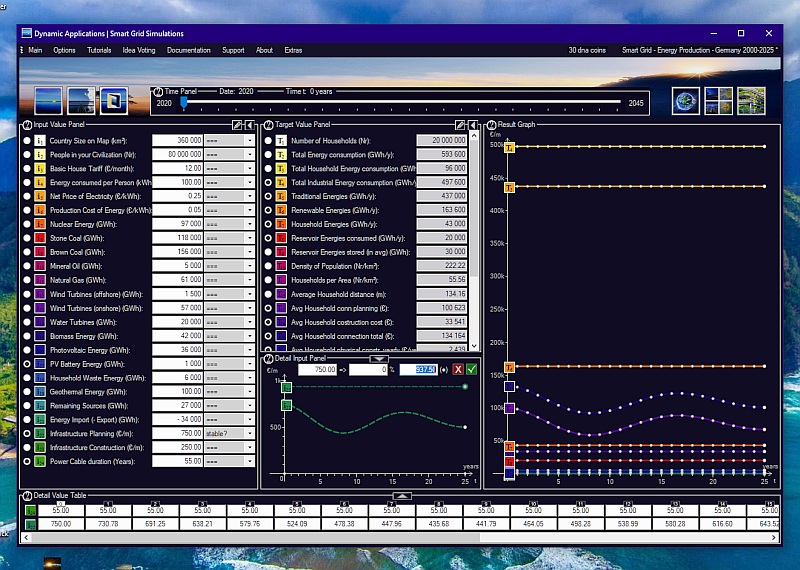 Dynamic Applications | Smart Grid Simulations
Main Options Tutorials Idea Voting Documentation Support About Extras 30 dna coins Smart Grid - Energy Production - Germany 2000-2025 *
Time Panel Date: 2020 Time t: 0 years
2020 2045
Input Value Panel
Country Size on Map (km²): 360 000 ===
People in your Civilization (Nr): 80 000 000 ===
Basic House Tariff (€/month): 12.00 ===
Energy consumed per Person (kWh 100.00 ===
Net Price of Electricity (€/kWh): 0.25 ===
Production Cost of Energy (€/kWh): 0.05 ===
Nuclear Energy (GWh): 97 000 ===
Stone Coal (GWh): 118 000 ===
Brown Coal (GWh): 156 000 ===
Mineral Oil (GWh): 5 000 ===
Natural Gas (GWh): 61 000 ===
Wind Turbines (offshore) (GWh): 1 500 ===
Wind Turbines (onshore) (GWh): 57 000 ===
Water Turbines (GWh): 20 000 ===
Biomass Energy (GWh): 42 000 ===
Photovoltaic Energy (GWh): 36 000 ===
PV Battery Energy (GWh): 1 000 ===
Household Waste Energy (GWh): 6 000 ===
Geothermal Energy (GWh): 100.00 ===
Remaining Sources (GWh): 27 000 ===
Energy Import (- Export) (GWh): - 34 000 ===
Infrastructure Planning (€/m): 750.00 stable?
Infrastructure Construction (€/m): 250.00 ===
Power Cable duration (Years): 55.00 ===
Target Value Panel
Number of Households (Nr): 20 000 000
Total Energy consumption (GWh/y): 593 600
Total Household Energy consumption (GWh/y): 96 000
Total Industrial Energy consumption (GWh/y): 497 600
Traditional Energies (GWh/y): 437 000
Renewable Energies (GWh/y): 163 600
Household Energies (GWh/y): 43 000
Reservoir Energies consumed (GWh/y): 20 000
Reservoir Energies stored (in avg) (GWh/y): 30 000
Density of Population (Nr/km²): 222.22
Households per Area (Nr/km²): 55.56
Average Household distance (m): 134.16
Avg Household conn planning (€): 100 623
Avg Household costruction cost (€): 33 541
Avg Household connection total (€): 134 164
Detail Input Panel
750.00 => 0 % 937.50 (•) X
€/m
1k
500
0
5 10 15 20 25
years
t
Result Graph
€/m
500k
450k
400k
350k
300k
250k
200k
150k
100k
50k
5 10 15 20 25
years
t
Detail Value Table
55.00 55.00 55.00 55.00 55.00 55.00 55.00 55.00 55.00 55.00 55.00 55.00 55.00 55.00 55.00
750.00 730.78 691.25 638.21 579.76 524.09 478.38 447.96 435.68 441.79 464.05 498.28 538.99 580.28 616.60 643.52